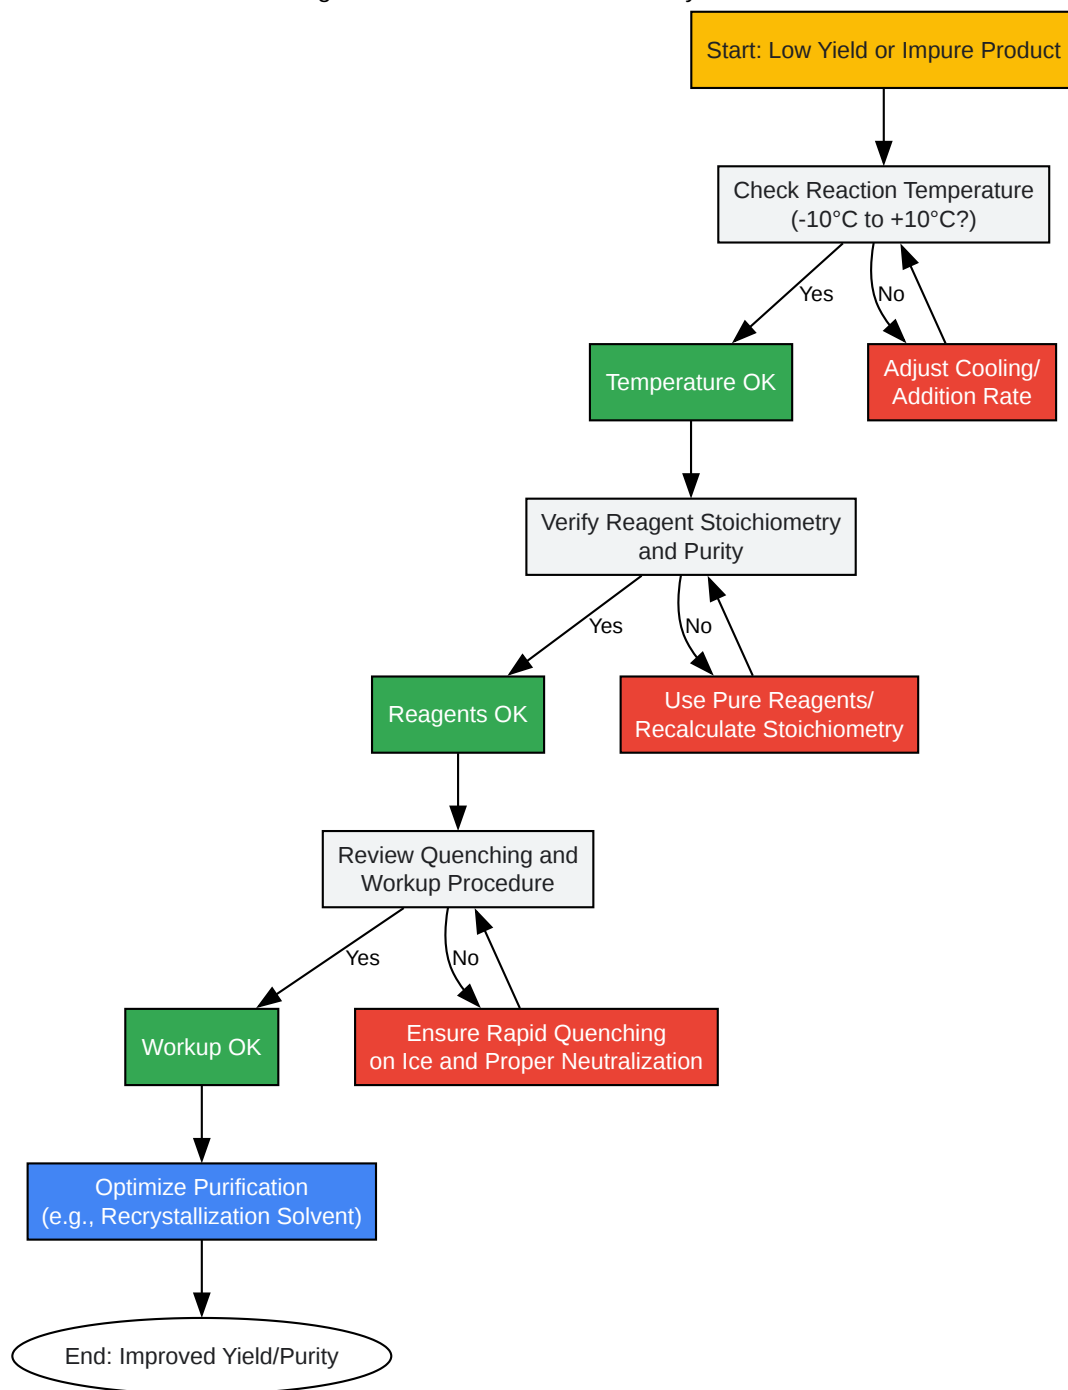 Start: Low Yield or Impure Product
Check Reaction Temperature
(-10°C to +10°C?)
Yes
No
Temperature OK
Adjust Cooling/
Addition Rate
Verify Reagent Stoichiometry
and Purity
Yes
No
Reagents OK
Use Pure Reagents/
Recalculate Stoichiometry
Review Quenching and
Workup Procedure
Yes
No
Workup OK
Ensure Rapid Quenching
on Ice and Proper Neutralization
Optimize Purification
(e.g., Recrystallization Solvent)
End: Improved Yield/Purity